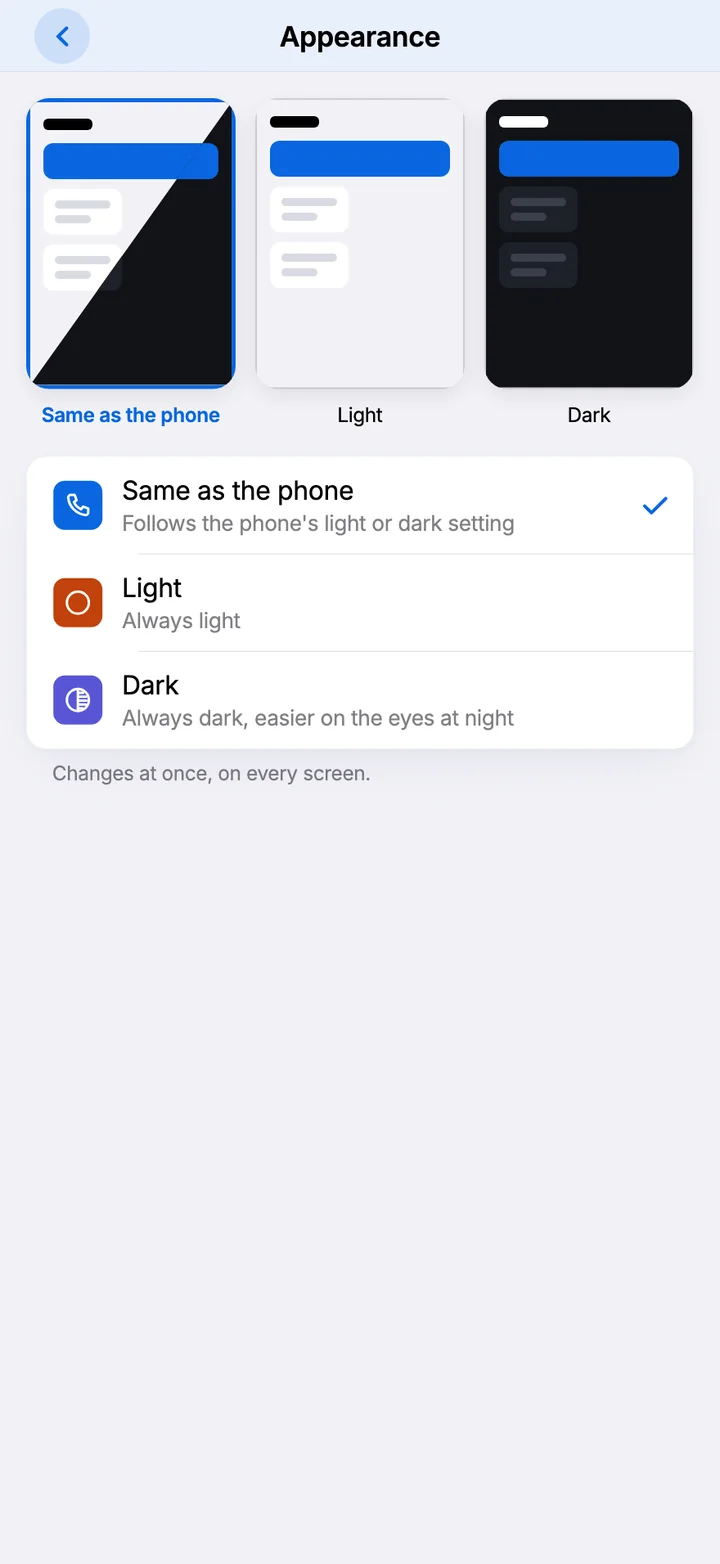 Appearance
Same as the phone
Light
Dark
Same as the phone
Follows the phone's light or dark setting
Light
Always light
Dark
Always dark, easier on the eyes at night
Changes at once, on every screen.